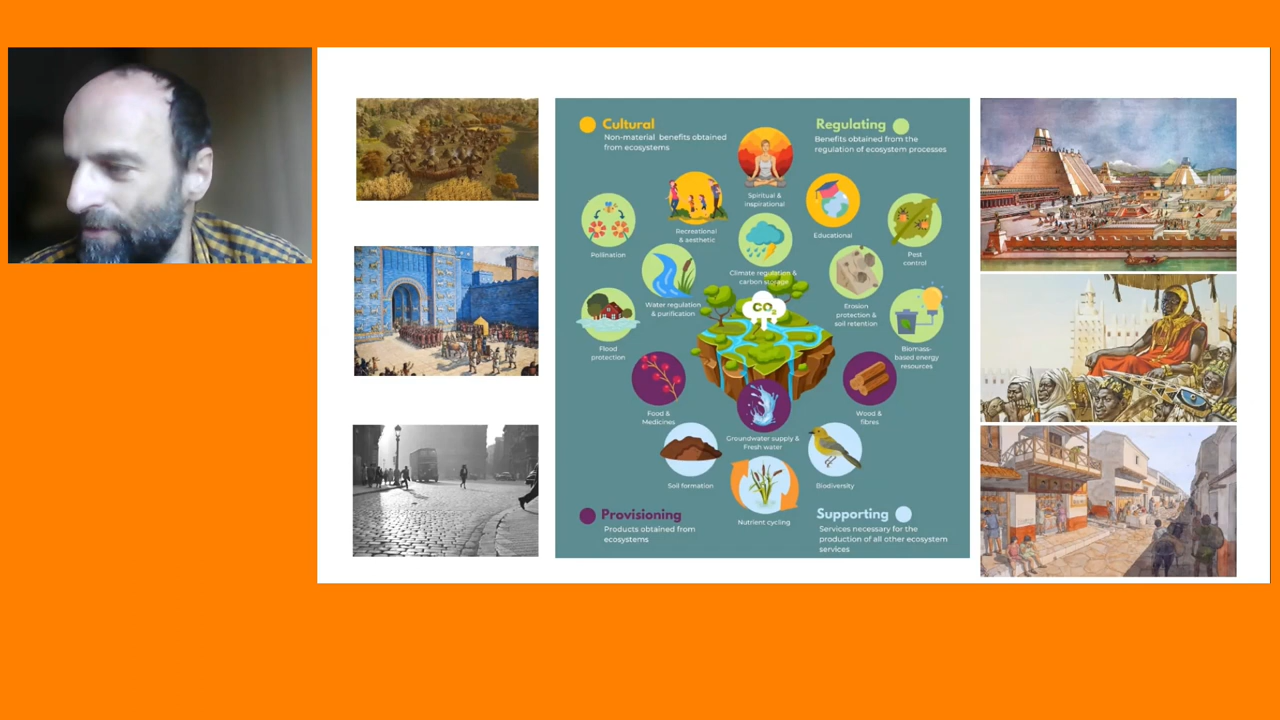 Cultural
Non-material benefits obtained
from ecosystems
Regulating
Benefits obtained from the
regulation of ecosystem processes
Spiritual &
inspirational
Recreational
& aesthetic
Educational
Pollination
Pest
control
Climate regulation &
carbon storage
Water regulation
& purification
CO₂
Erosion
protection &
soil retention
Flood
protection
Biomass-
based energy
resources
Food &
Medicines
Wood &
fibres
Groundwater supply &
Fresh water
Soil formation
Biodiversity
Nutrient cycling
Provisioning
Products obtained from
ecosystems
Supporting
Services necessary for the
production of all other ecosystem
services